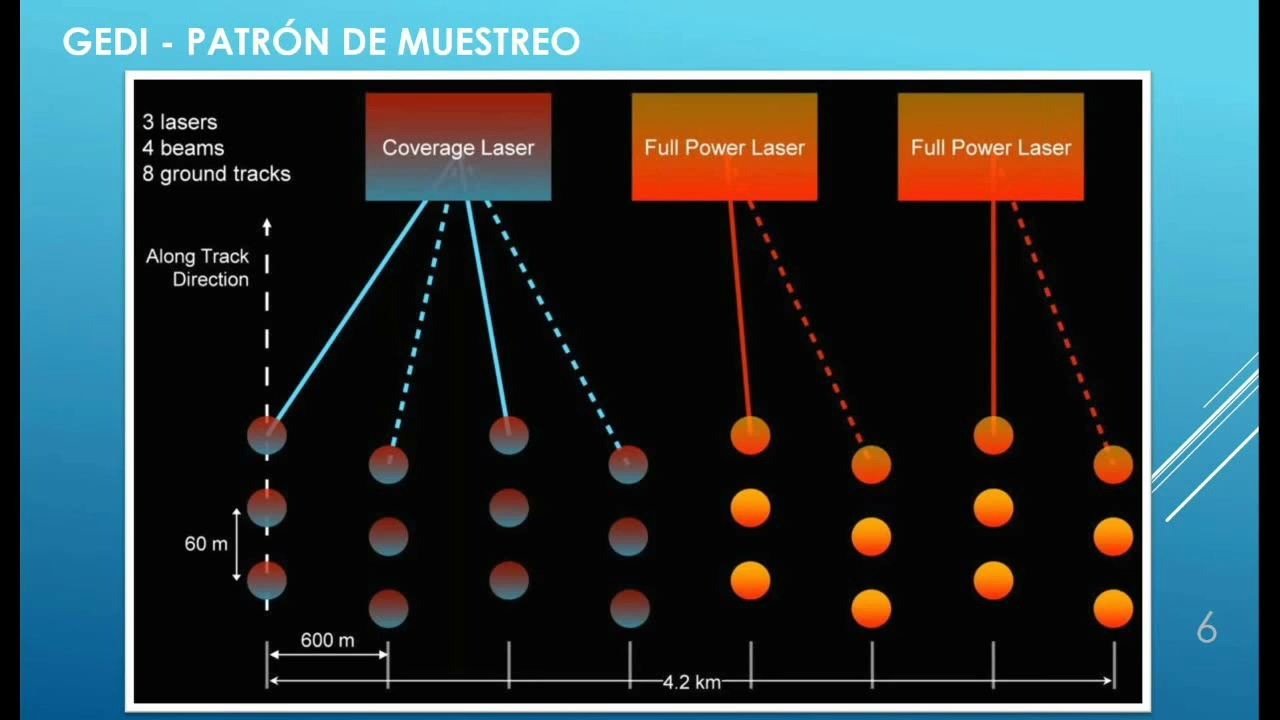 GEDI - PATRÓN DE MUESTREO
3 lasers
4 beams
8 ground tracks
Coverage Laser
Full Power Laser
Full Power Laser
Along Track
Direction
60 m
600 m
4.2 km
6